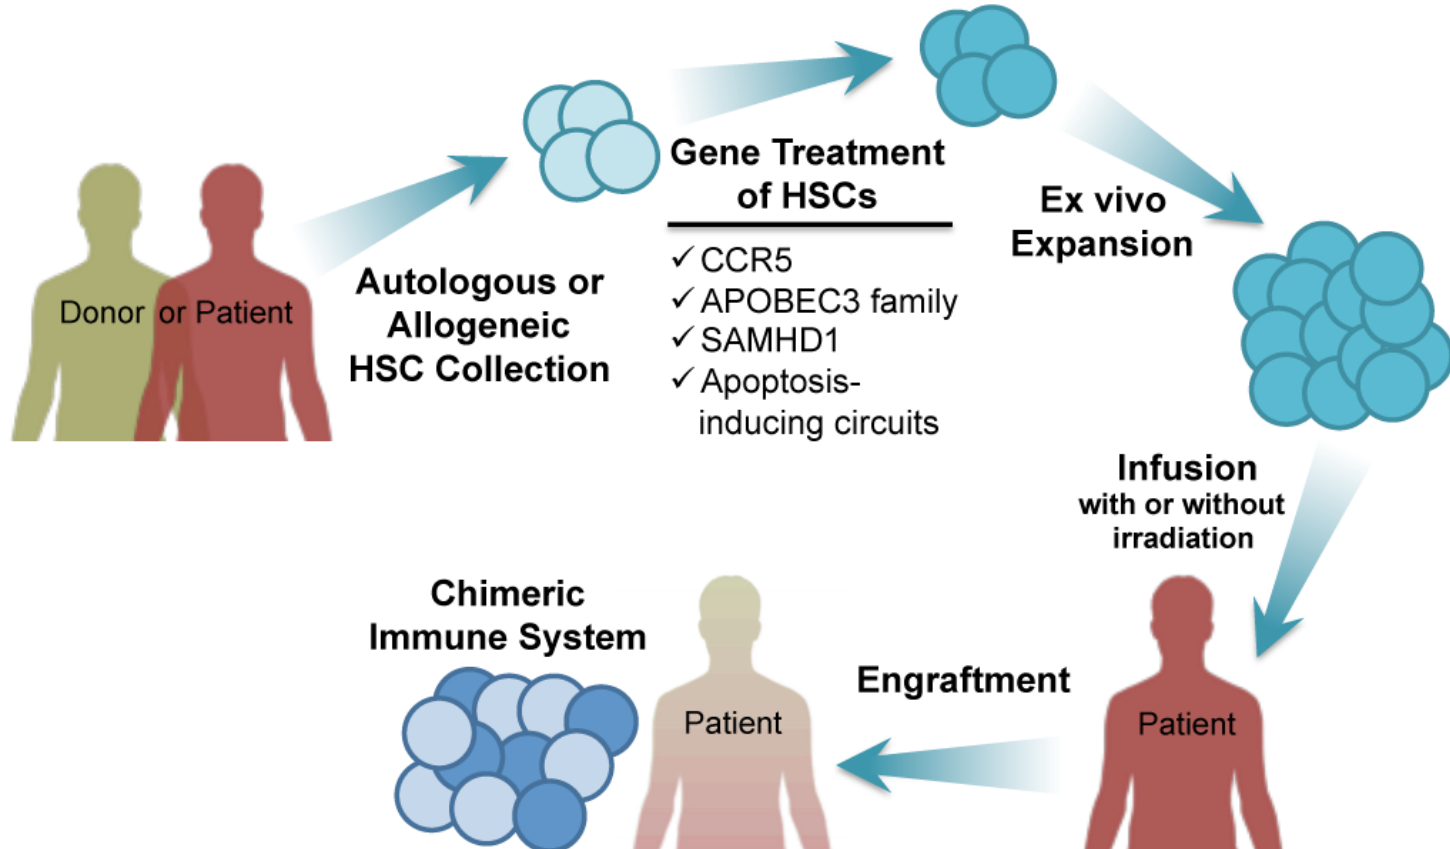 Donor or Patient
Autologous or
Allogeneic
HSC Collection
Gene Treatment
of HSCs
✓ CCR5
✓ APOBEC3 family
✓ SAMHD1
✓ Apoptosis-
inducing circuits
Ex vivo
Expansion
Infusion
with or without
irradiation
Patient
Engraftment
Patient
Chimeric
Immune System